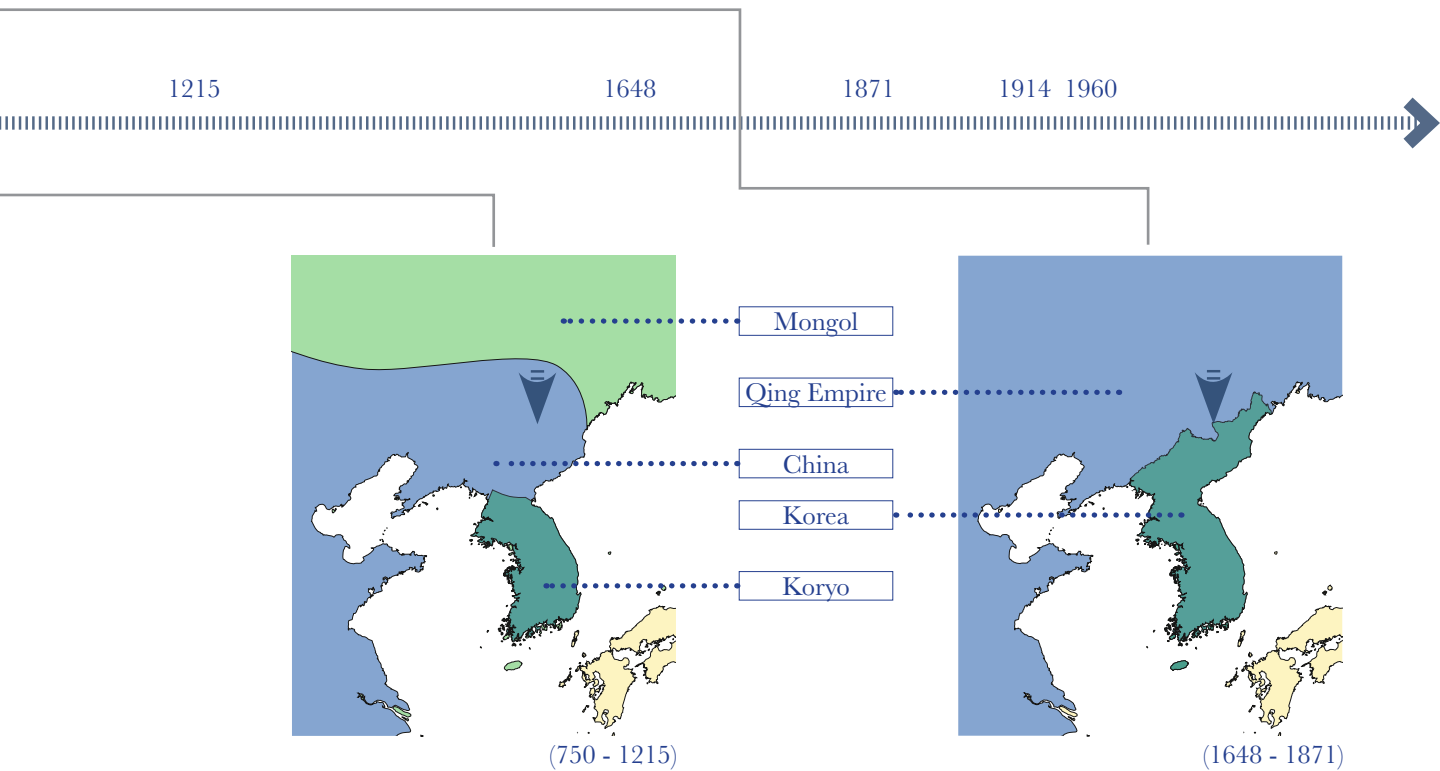 1215 1648 1871 1914 1960
Mongol
Qing Empire
China
Korea
Koryo
(750 - 1215) (1648 - 1871)